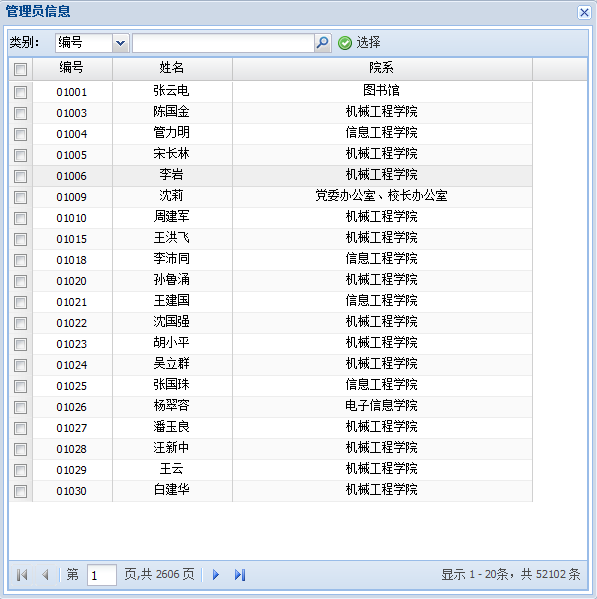 管理员信息
类别： 编号 选择
编号 姓名 院系
01001 张云电 图书馆
01003 陈国金 机械工程学院
01004 管力明 信息工程学院
01005 宋长林 机械工程学院
01006 李岩 机械工程学院
01009 沈莉 党委办公室、校长办公室
01010 周建军 机械工程学院
01015 王洪飞 机械工程学院
01018 李沛同 信息工程学院
01020 孙鲁涌 机械工程学院
01021 王建国 信息工程学院
01022 沈国强 机械工程学院
01023 胡小平 机械工程学院
01024 吴立群 机械工程学院
01025 张国珠 信息工程学院
01026 杨翠容 电子信息学院
01027 潘玉良 机械工程学院
01028 汪新中 机械工程学院
01029 王云 机械工程学院
01030 白建华 机械工程学院
第 1 页,共 2606 页 显示 1 - 20条，共 52102 条